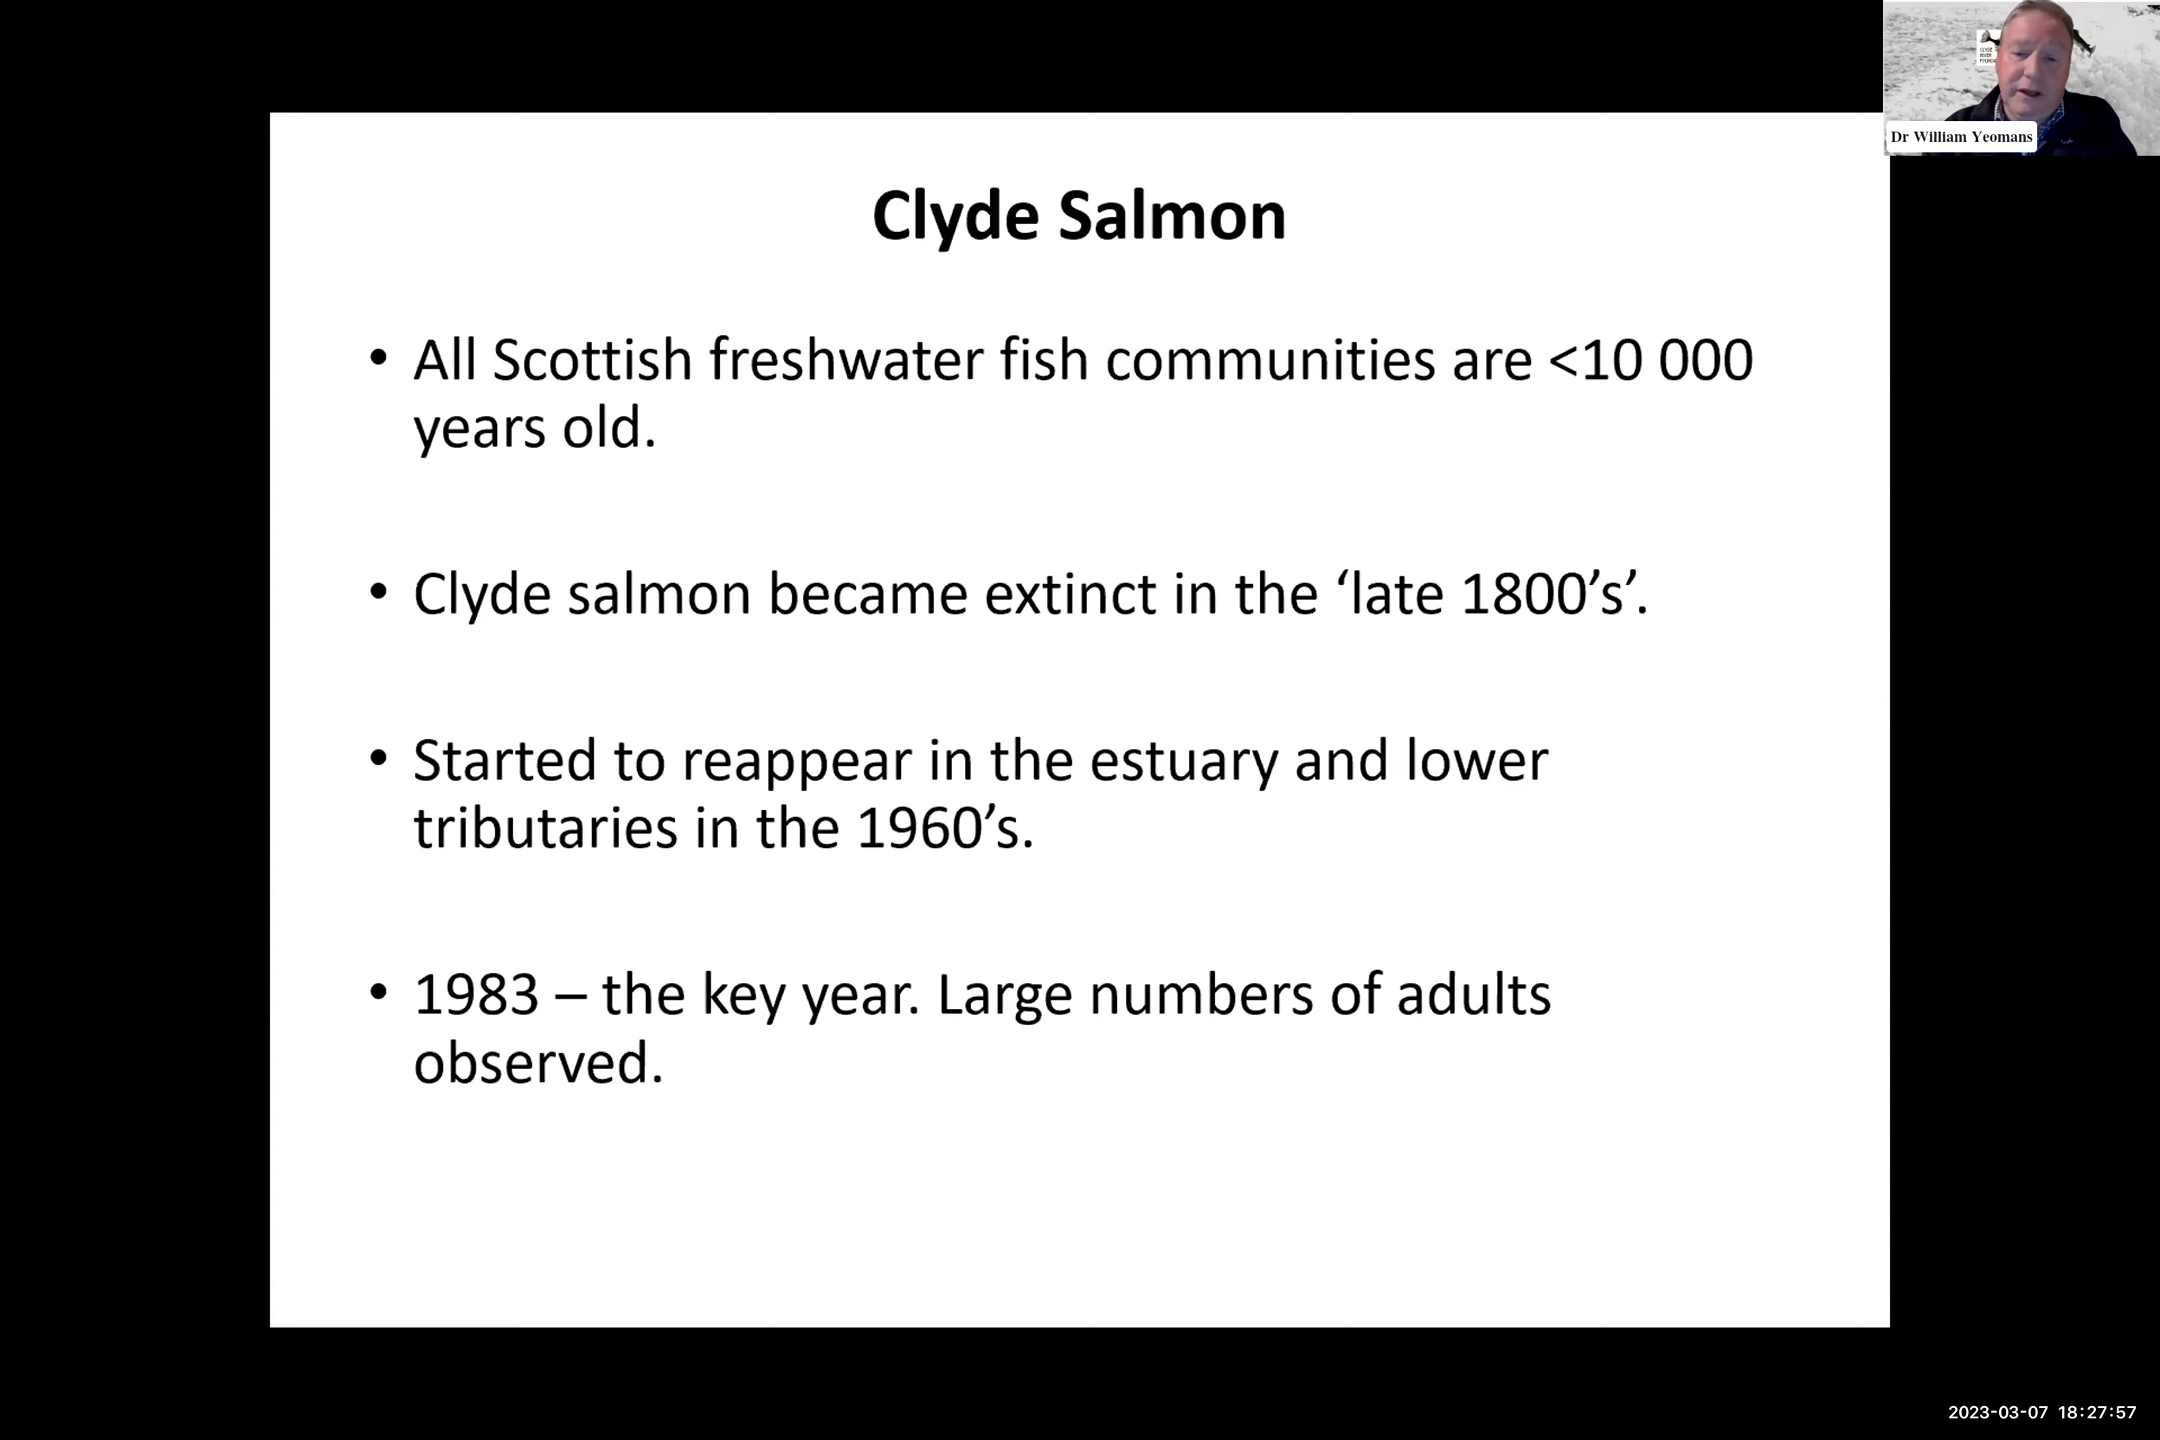 Dr William Yeomans
Clyde Salmon
• All Scottish freshwater fish communities are <10 000
years old.
• Clyde salmon became extinct in the ‘late 1800’s’.
• Started to reappear in the estuary and lower
tributaries in the 1960’s.
• 1983 – the key year. Large numbers of adults
observed.
2023-03-07 18:27:57